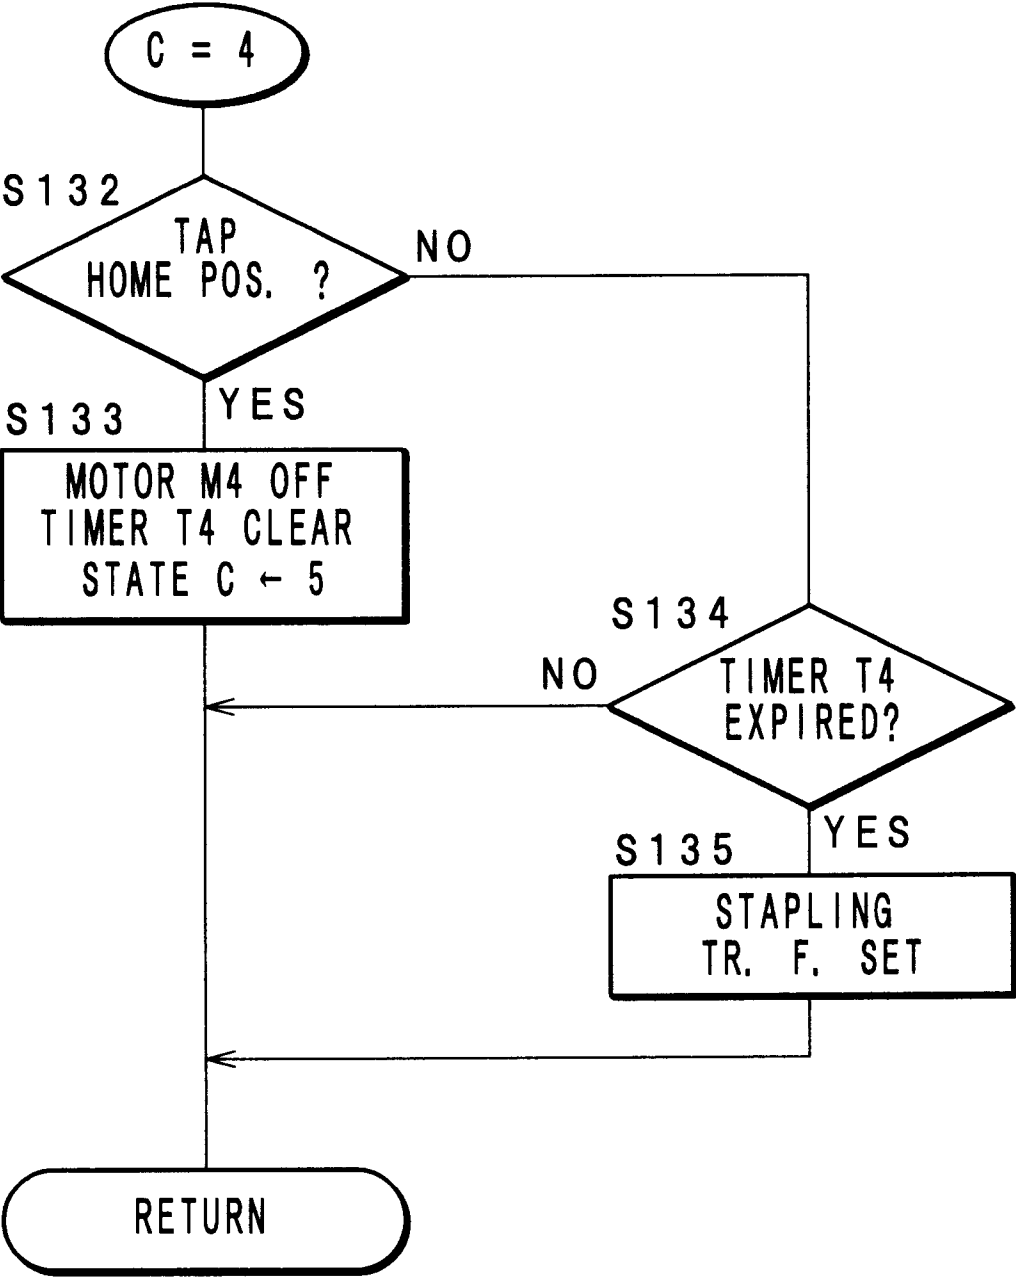 C = 4
S132
TAP
HOME POS. ?
NO
YES
S133
MOTOR M4 OFF
TIMER T4 CLEAR
STATE C ← 5
S134
TIMER T4
EXPIRED?
NO
YES
S135
STAPLING
TR. F. SET
RETURN